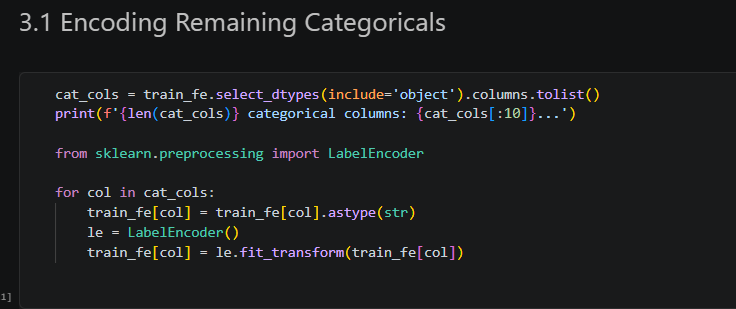 3.1 Encoding Remaining Categoricals
cat_cols = train_fe.select_dtypes(include='object').columns.tolist()
print(f'{len(cat_cols)} categorical columns: {cat_cols[:10]}...')
from sklearn.preprocessing import LabelEncoder
for col in cat_cols:
    train_fe[col] = train_fe[col].astype(str)
    le = LabelEncoder()
    train_fe[col] = le.fit_transform(train_fe[col])
1]